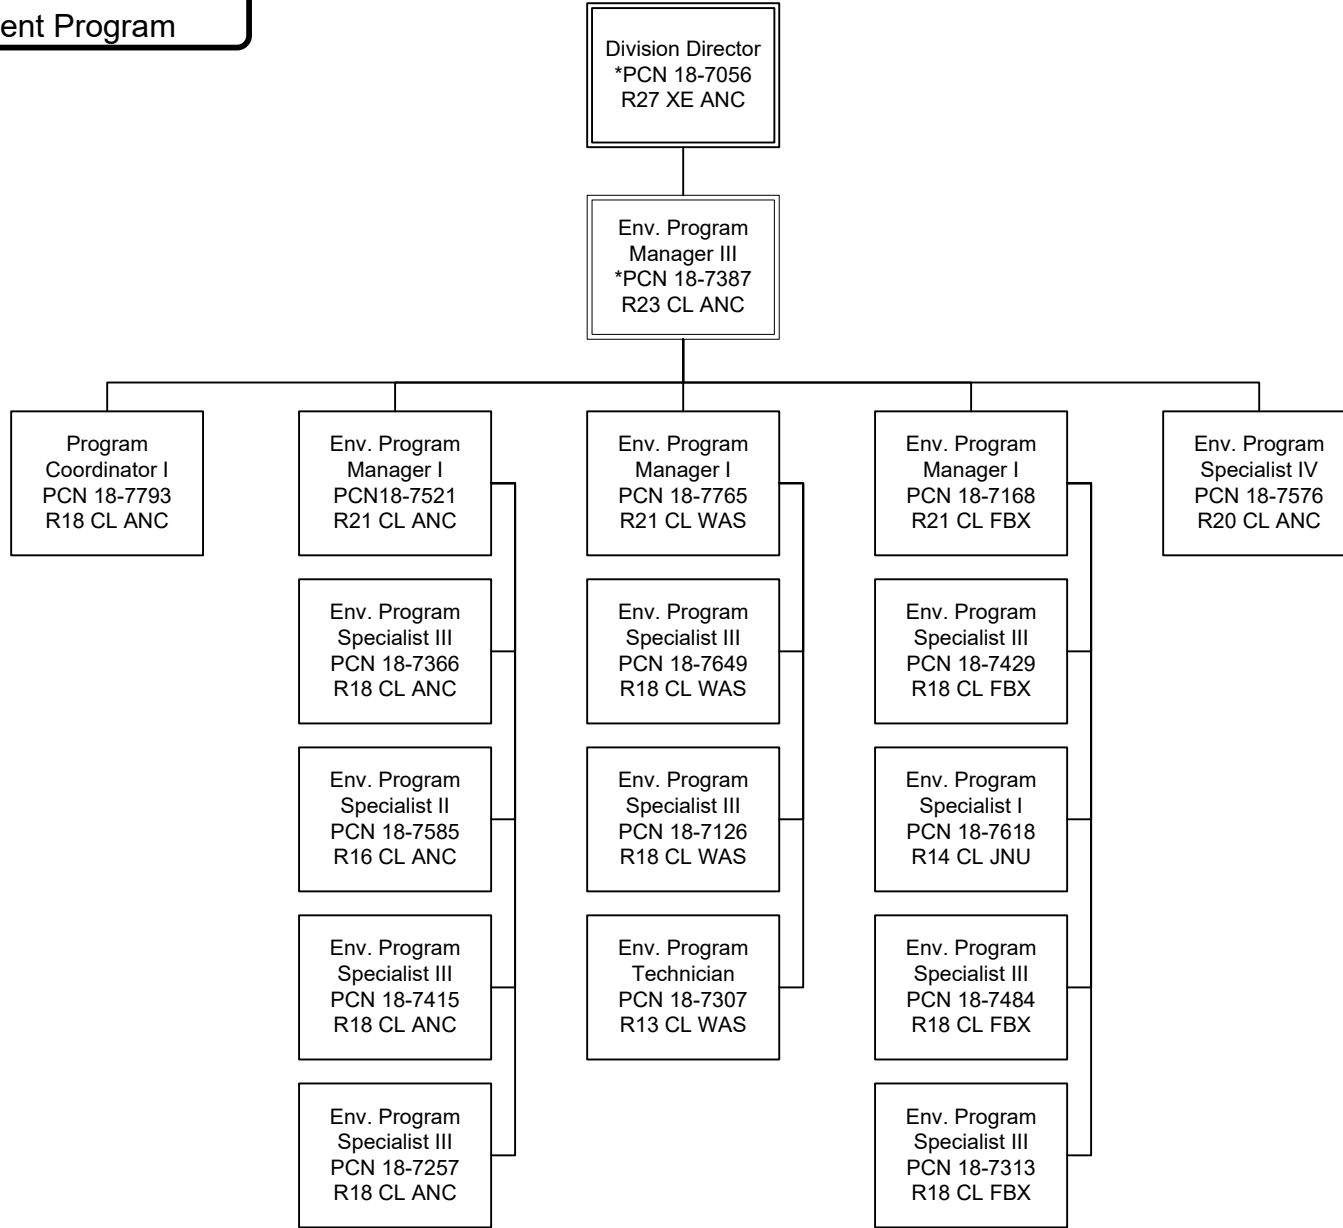 ent Program
Division Director
*PCN 18-7056
R27 XE ANC
Env. Program
Manager III
*PCN 18-7387
R23 CL ANC
Program
Coordinator I
PCN 18-7793
R18 CL ANC
Env. Program
Manager I
PCN18-7521
R21 CL ANC
Env. Program
Manager I
PCN 18-7765
R21 CL WAS
Env. Program
Manager I
PCN 18-7168
R21 CL FBX
Env. Program
Specialist IV
PCN 18-7576
R20 CL ANC
Env. Program
Specialist III
PCN 18-7366
R18 CL ANC
Env. Program
Specialist III
PCN 18-7649
R18 CL WAS
Env. Program
Specialist III
PCN 18-7429
R18 CL FBX
Env. Program
Specialist II
PCN 18-7585
R16 CL ANC
Env. Program
Specialist III
PCN 18-7126
R18 CL WAS
Env. Program
Specialist I
PCN 18-7618
R14 CL JNU
Env. Program
Specialist III
PCN 18-7415
R18 CL ANC
Env. Program
Technician
PCN 18-7307
R13 CL WAS
Env. Program
Specialist III
PCN 18-7484
R18 CL FBX
Env. Program
Specialist III
PCN 18-7257
R18 CL ANC
Env. Program
Specialist III
PCN 18-7313
R18 CL FBX